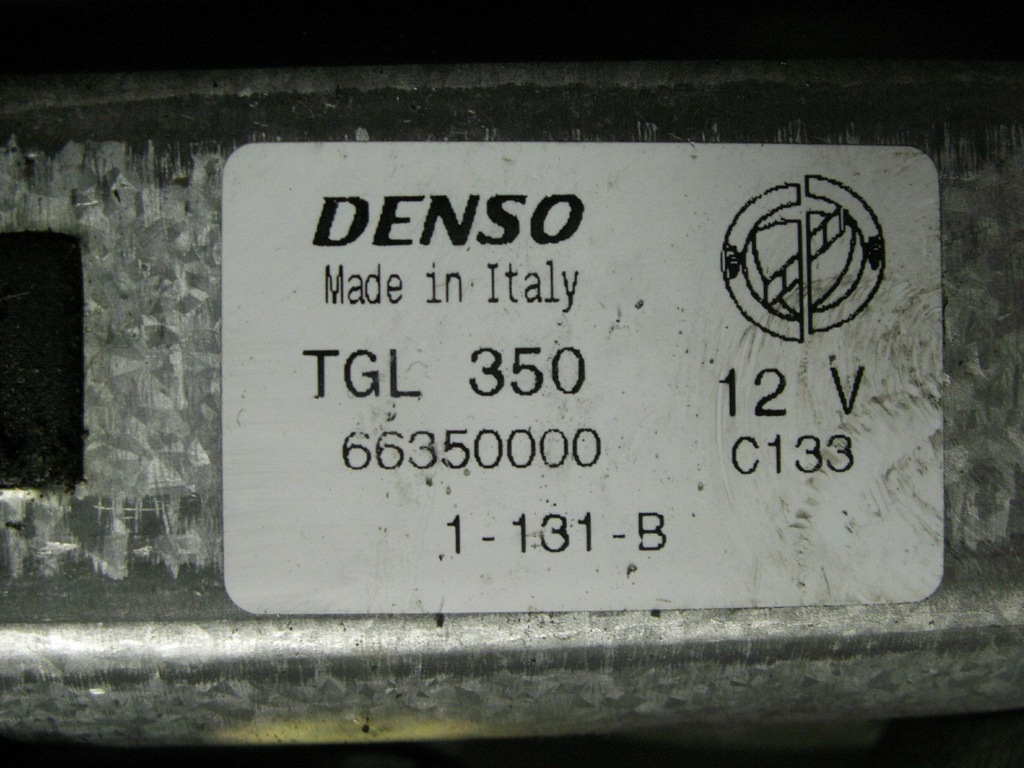 DENSO
Made in Italy
TGL 350
12 V
66350000
C133
1-131-B